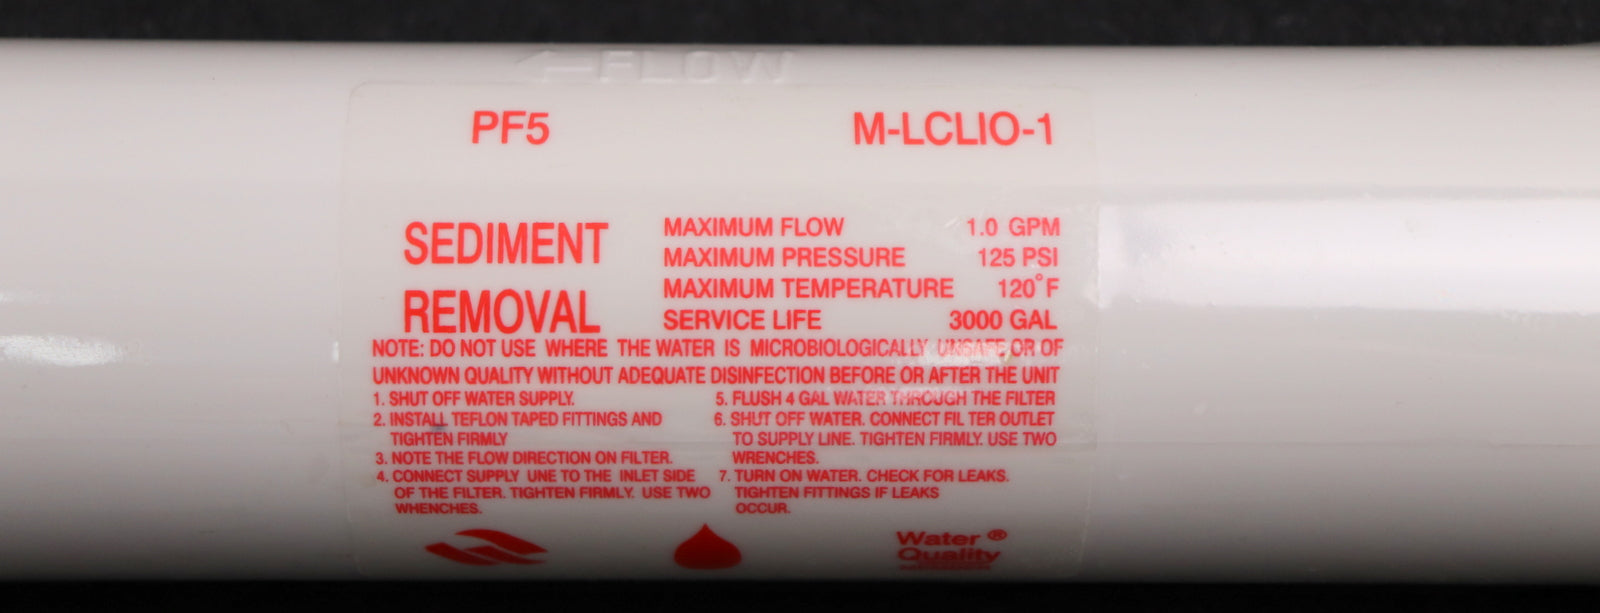 ←FLOW
PF5 M-LCLIO-1
SEDIMENT
REMOVAL
MAXIMUM FLOW 1.0 GPM
MAXIMUM PRESSURE 125 PSI
MAXIMUM TEMPERATURE 120°F
SERVICE LIFE 3000 GAL
NOTE: DO NOT USE WHERE THE WATER IS MICROBIOLOGICALLY UNSAFE OR OF
UNKNOWN QUALITY WITHOUT ADEQUATE DISINFECTION BEFORE OR AFTER THE UNIT
1. SHUT OFF WATER SUPPLY.
2. INSTALL TEFLON TAPED FITTINGS AND
TIGHTEN FIRMLY
3. NOTE THE FLOW DIRECTION ON FILTER.
4. CONNECT SUPPLY UNE TO THE INLET SIDE
OF THE FILTER. TIGHTEN FIRMLY. USE TWO
WHENCHES.
5. FLUSH 4 GAL WATER THROUGH THE FILTER
6. SHUT OFF WATER. CONNECT FIL TER OUTLET
TO SUPPLY LINE. TIGHTEN FIRMLY. USE TWO
WRENCHES.
7. TURN ON WATER. CHECK FOR LEAKS.
TIGHTEN FITTINGS IF LEAKS
OCCUR.
Water ®
Quality